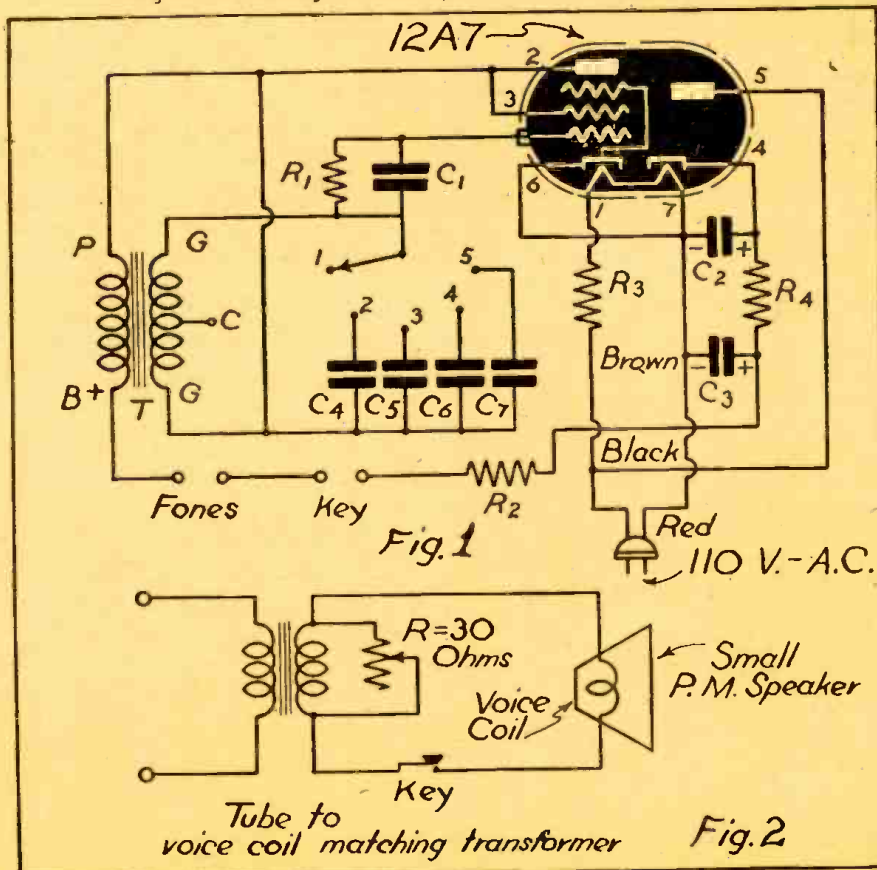 12A7
2
5
3
R1
C1
4
6
1
7
P
G
1
5
C2
- +
R3
R4
C
2
3
4
Brown
C3
- +
B+
T
G
C4
C5
C6
C7
Black
Fones
Key
R2
Red
Fig. 1
110 V.-A.C.
R=30
Ohms
Small
P.M. Speaker
Voice
Coil
Key
Tube to
voice coil matching transformer
Fig. 2